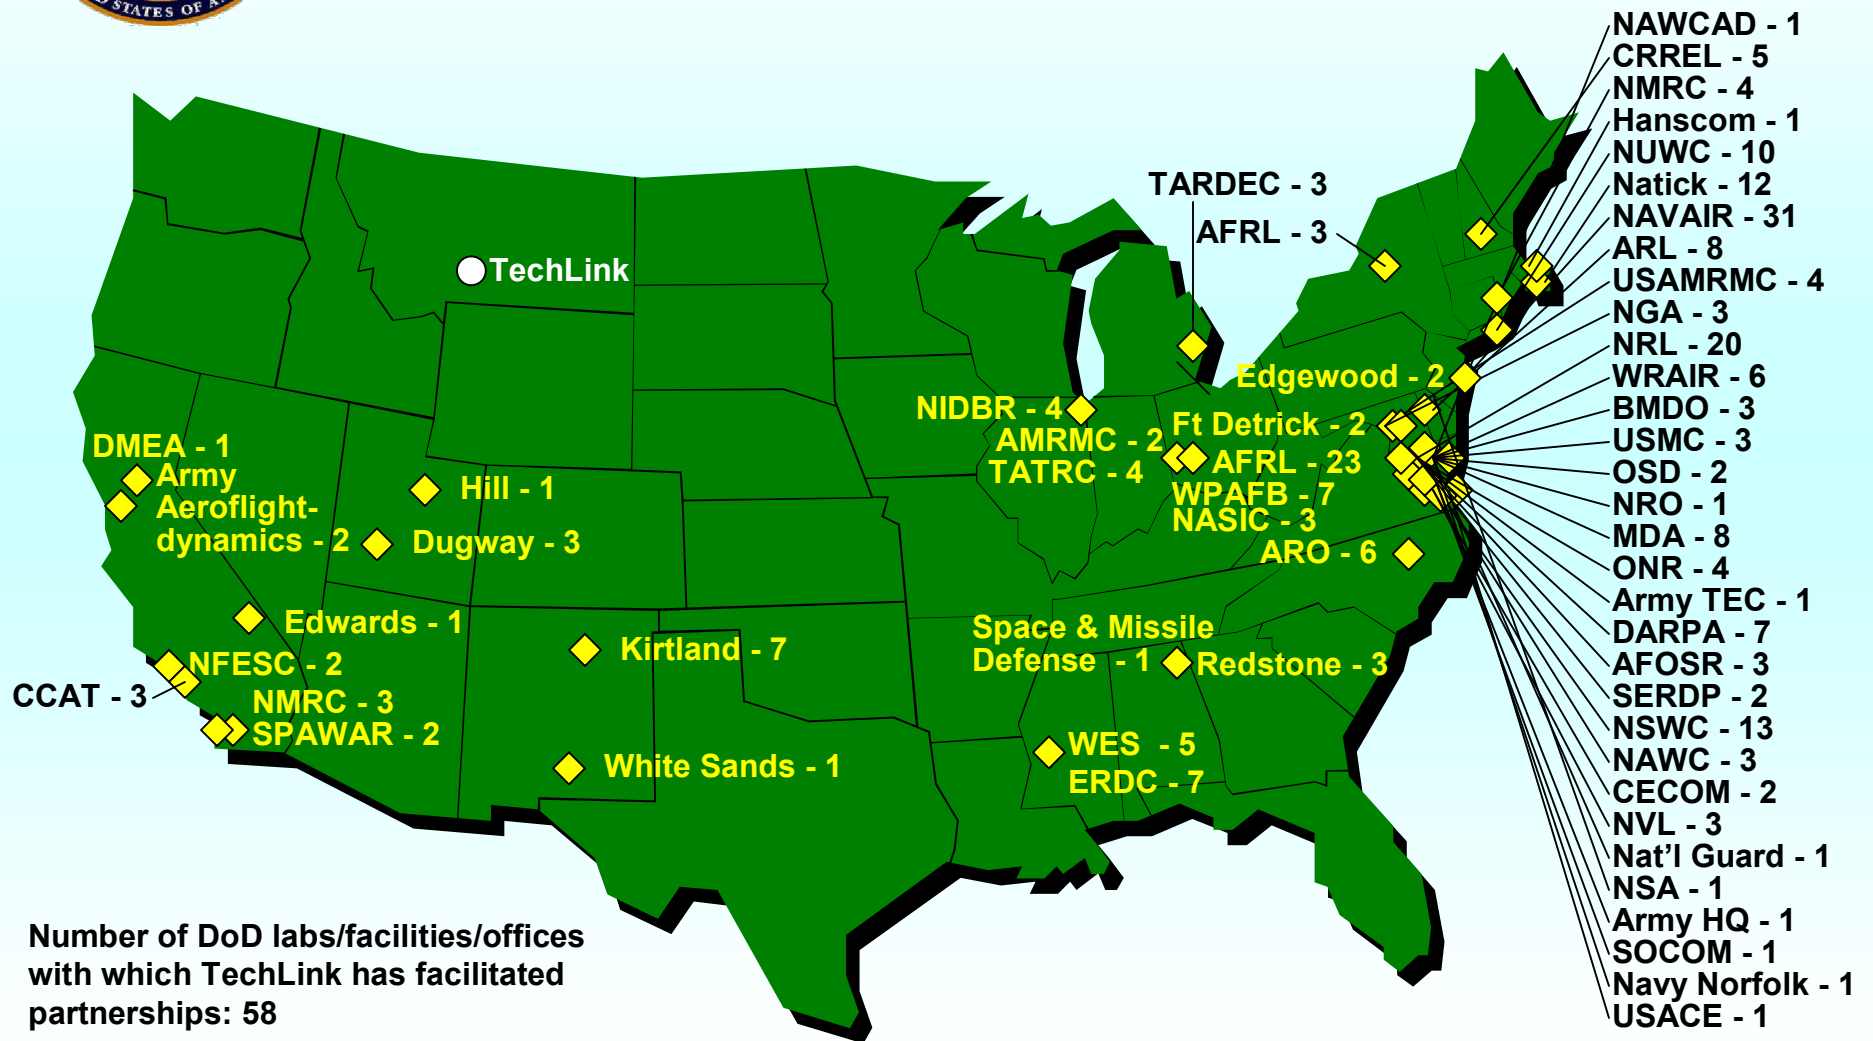 D STATES OF A
TARDEC - 3
AFRL - 3
TechLink
Edgewood - 2
NIDBR - 4
Ft Detrick - 2
AMRMC - 2
TATRC - 4
AFRL - 23
WPAFB - 7
NASIC - 3
ARO - 6
DMEA - 1
Army
Aeroflight-
dynamics - 2
Hill - 1
Dugway - 3
Edwards - 1
NFESC - 2
CCAT - 3
NMRC - 3
SPAWAR - 2
Kirtland - 7
White Sands - 1
Space & Missile
Defense - 1
Redstone - 3
WES - 5
ERDC - 7
NAWCAD - 1
CRREL - 5
NMRC - 4
Hanscom - 1
NUWC - 10
Natick - 12
NAVAIR - 31
ARL - 8
USAMRMC - 4
NGA - 3
NRL - 20
WRAIR - 6
BMDO - 3
USMC - 3
OSD - 2
NRO - 1
MDA - 8
ONR - 4
Army TEC - 1
DARPA - 7
AFOSR - 3
SERDP - 2
NSWC - 13
NAWC - 3
CECOM - 2
NVL - 3
Nat'l Guard - 1
NSA - 1
Army HQ - 1
SOCOM - 1
Navy Norfolk - 1
USACE - 1
Number of DoD labs/facilities/offices
with which TechLink has facilitated
partnerships: 58